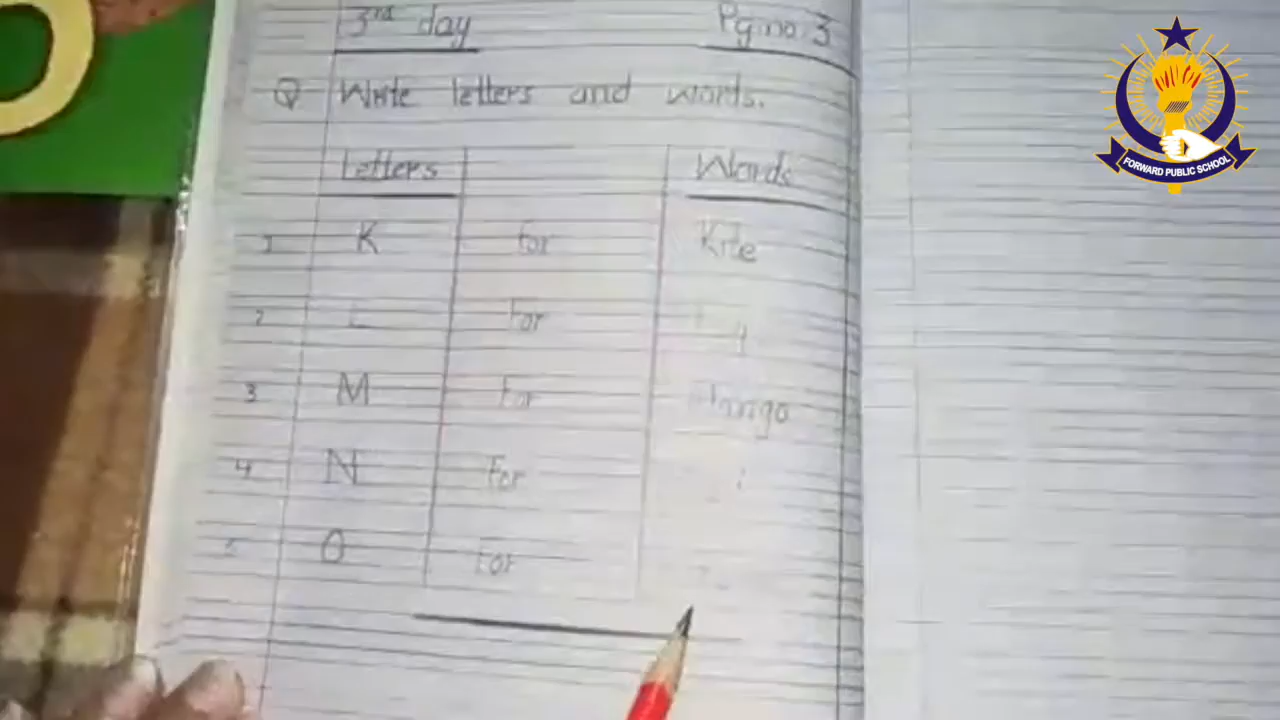 3rd day Pg.no.3
Q Write letters and words.
Letters Words
1 K for Kite
2 L For
3 M For Mango
4 N For
5 O For
FORWARD PUBLIC SCHOOL